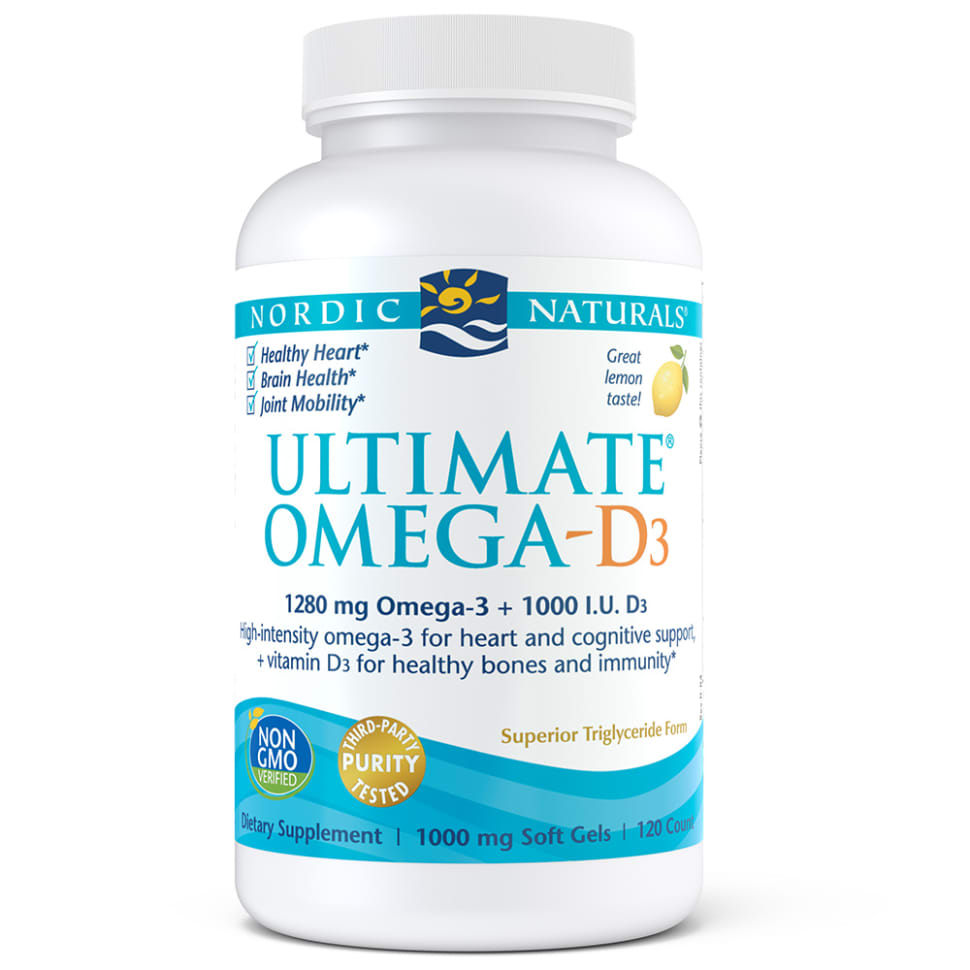 NORDIC NATURALS®
Healthy Heart*
Brain Health*
Joint Mobility*
Great
lemon
taste!
ULTIMATE®
OMEGA-D3
1280 mg Omega-3 + 1000 I.U. D3
High-intensity omega-3 for heart and cognitive support,
+ vitamin D3 for healthy bones and immunity*
Superior Triglyceride Form
NON
GMO
VERIFIED
THIRD-PARTY
PURITY
TESTED
Dietary Supplement | 1000 mg Soft Gels | 120 Count